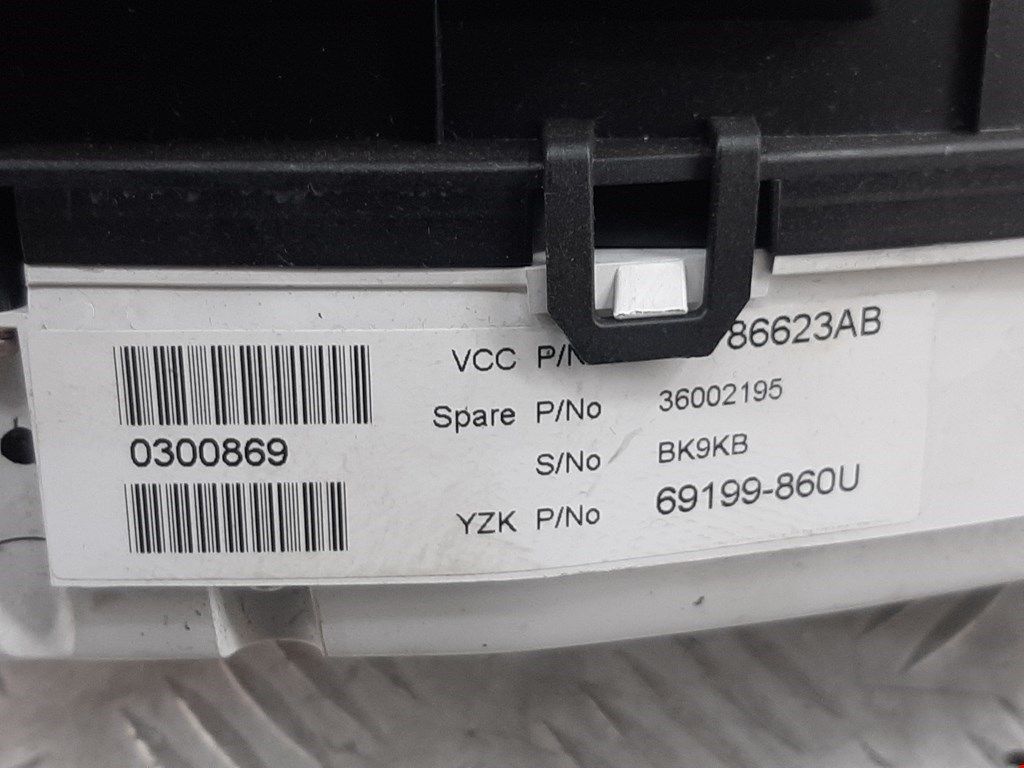 VCC P/N 86623AB
Spare P/No 36002195
0300869
S/No BK9KB
YZK P/No 69199-860U